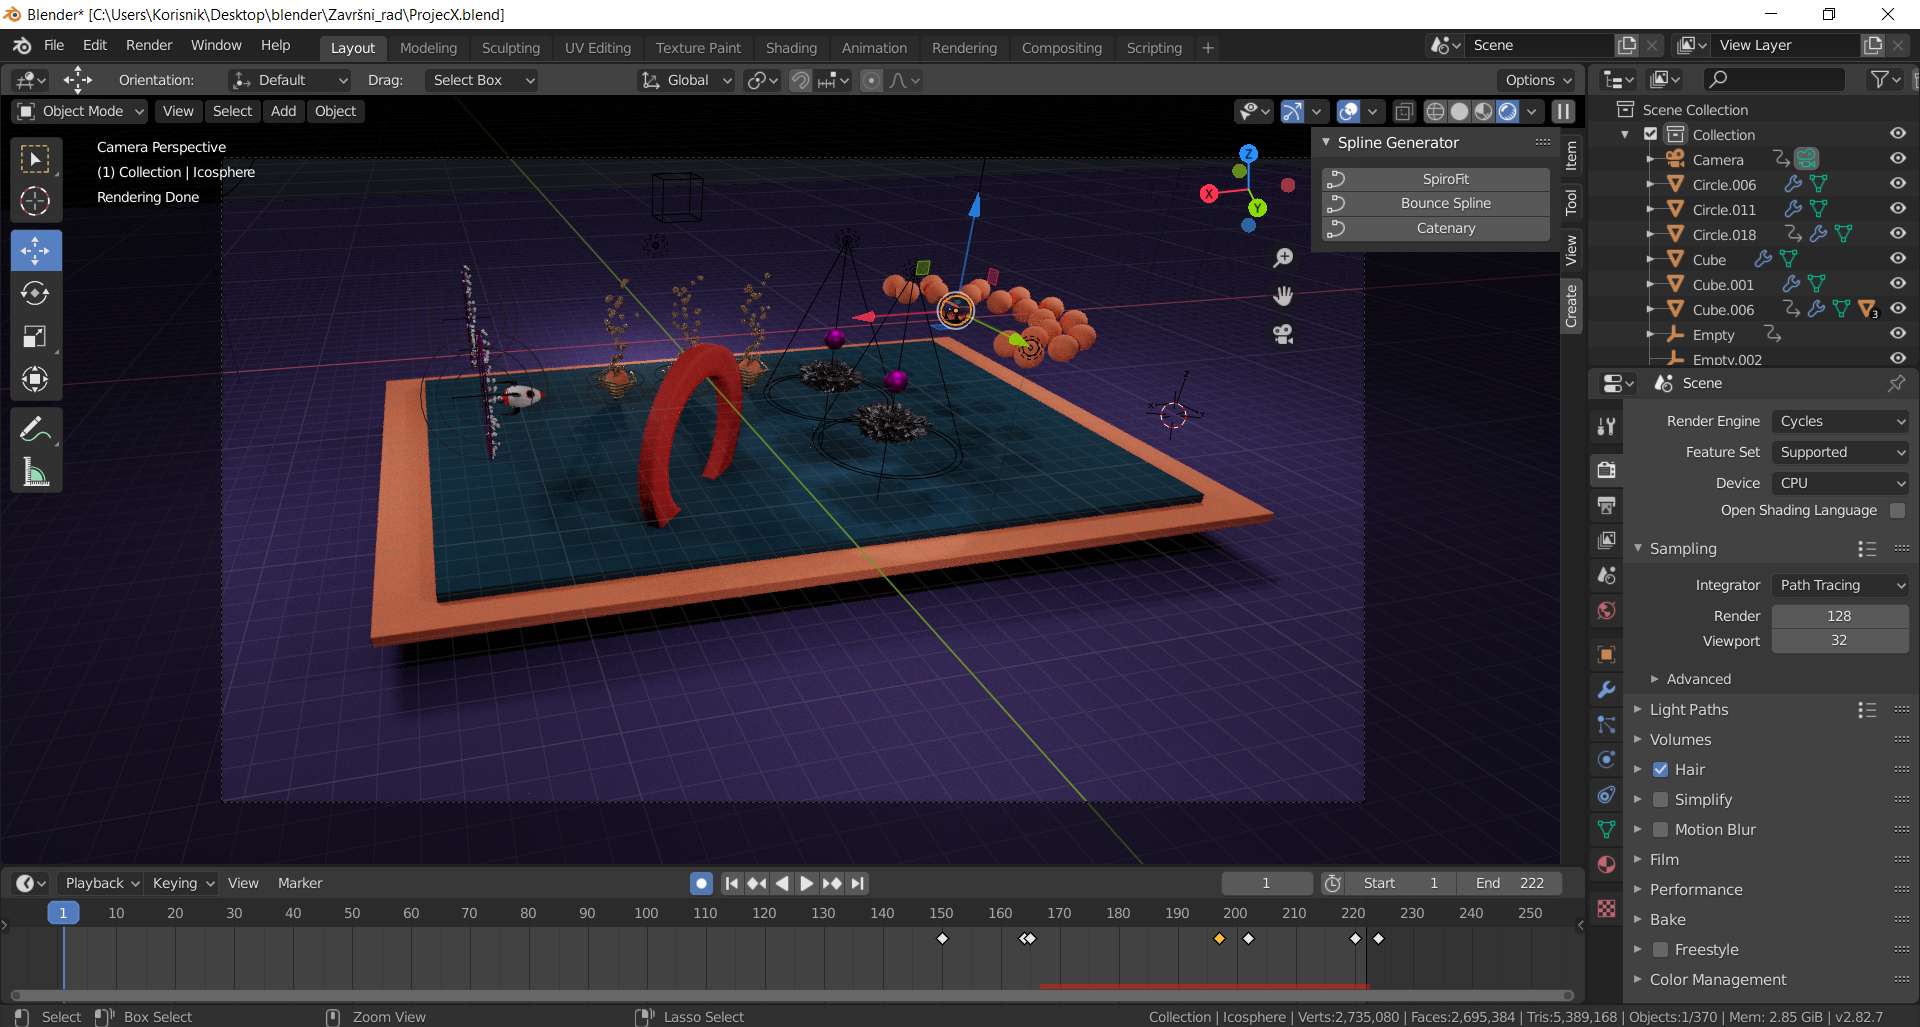 Blender* [C:\Users\Korisnik\Desktop\blender\Završni_rad\ProjecX.blend]
File Edit Render Window Help Layout Modeling Sculpting UV Editing Texture Paint Shading Animation Rendering Compositing Scripting + Scene View Layer
Orientation: Default Drag: Select Box Global Options
Object Mode View Select Add Object
Camera Perspective
(1) Collection | Icosphere
Rendering Done
Spline Generator
SpiroFit
Bounce Spline
Catenary
Item
Tool
View
Create
Z
X
Y
Scene Collection
Collection
Camera
Circle.006
Circle.011
Circle.018
Cube
Cube.001
Cube.006 3
Empty
Empty.002
Scene
Render Engine Cycles
Feature Set Supported
Device CPU
Open Shading Language
Sampling
Integrator Path Tracing
Render 128
Viewport 32
Advanced
Light Paths
Volumes
Hair
Simplify
Motion Blur
Film
Performance
Bake
Freestyle
Color Management
Playback Keying View Marker 1 Start 1 End 222
1 10 20 30 40 50 60 70 80 90 100 110 120 130 140 150 160 170 180 190 200 210 220 230 240 250
Select Box Select Zoom View Lasso Select Collection | Icosphere | Verts:2,735,080 | Faces:2,695,384 | Tris:5,389,168 | Objects:1/370 | Mem: 2.85 GiB | v2.82.7